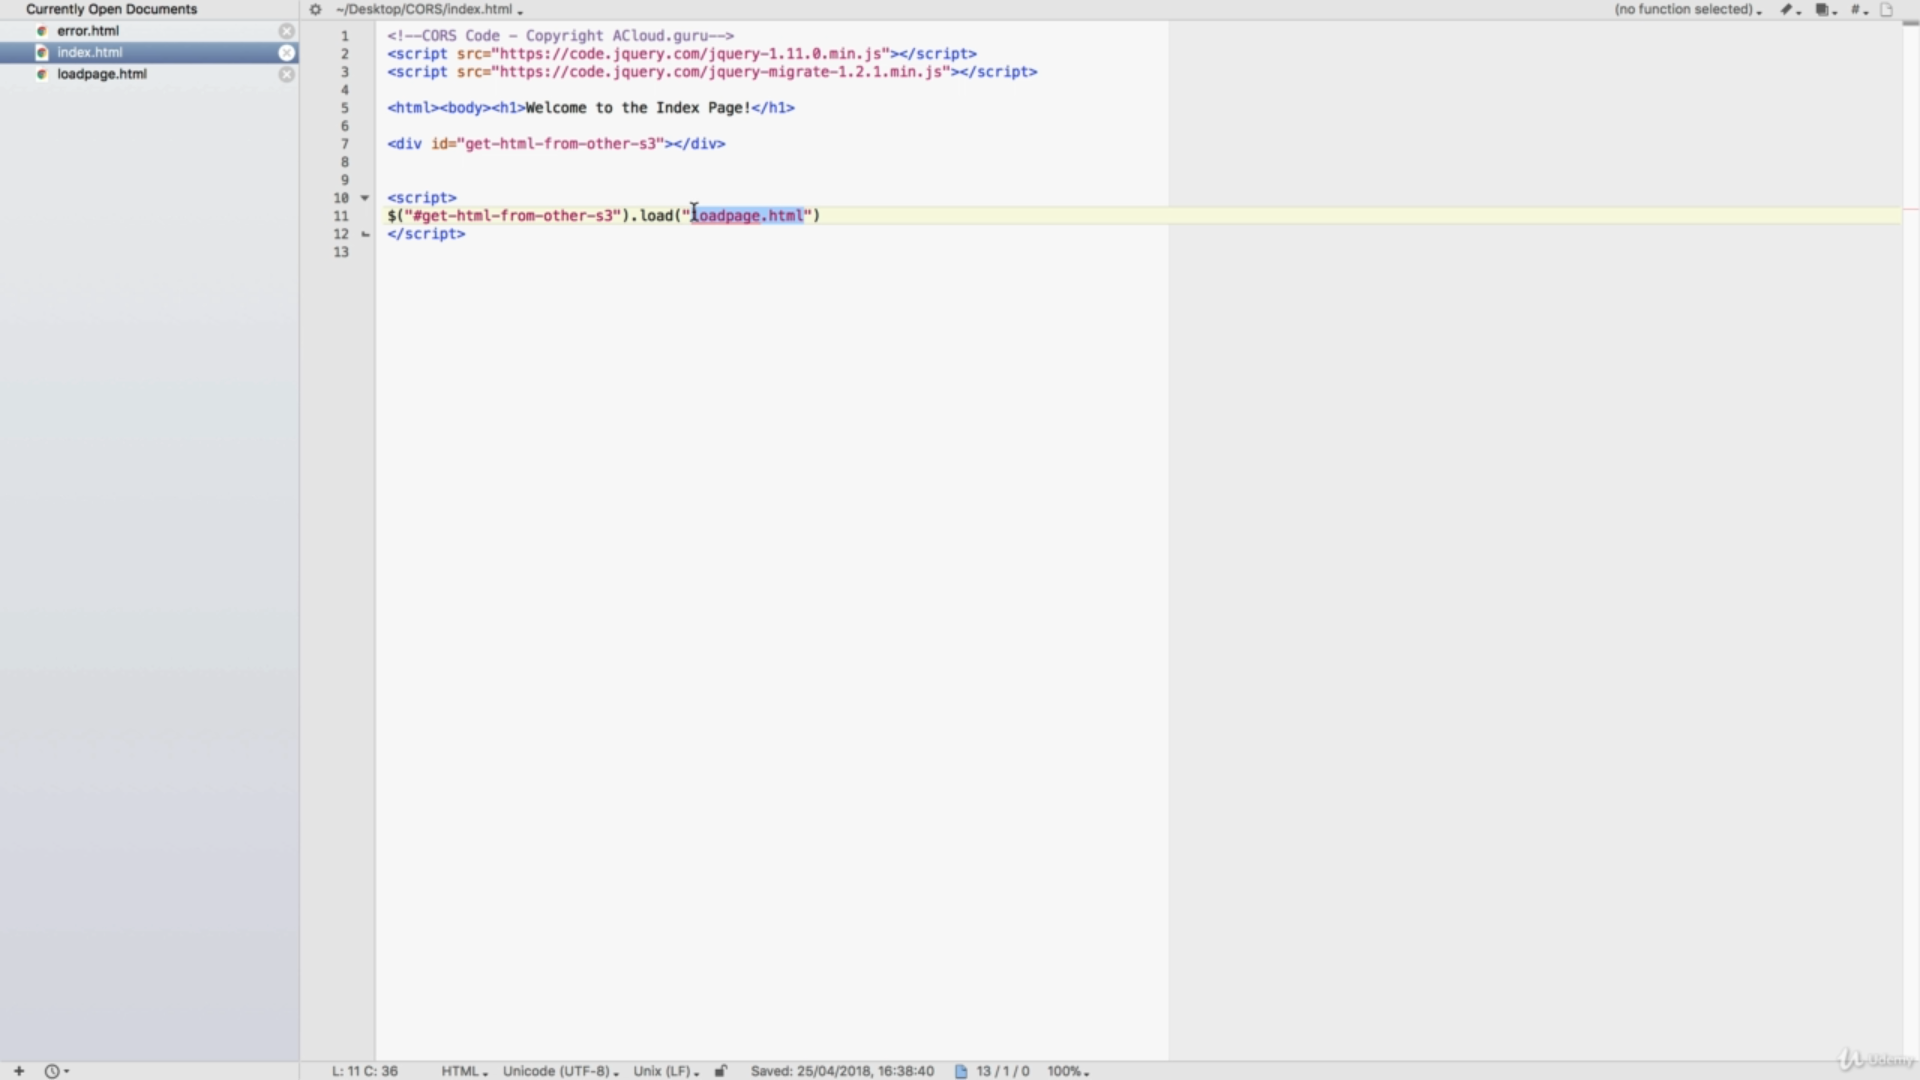 Currently Open Documents
~/Desktop/CORS/index.html
(no function selected)
#
error.html
index.html
loadpage.html
1 <!--CORS Code - Copyright ACloud.guru-->
2 <script src="https://code.jquery.com/jquery-1.11.0.min.js"></script>
3 <script src="https://code.jquery.com/jquery-migrate-1.2.1.min.js"></script>
4
5 <html><body><h1>Welcome to the Index Page!</h1>
6
7 <div id="get-html-from-other-s3"></div>
8
9
10 <script>
11 $("#get-html-from-other-s3").load("loadpage.html")
12 </script>
13
+
L: 11 C: 36 HTML Unicode (UTF-8) Unix (LF) Saved: 25/04/2018, 16:38:40 13 / 1 / 0 100%
Udemy